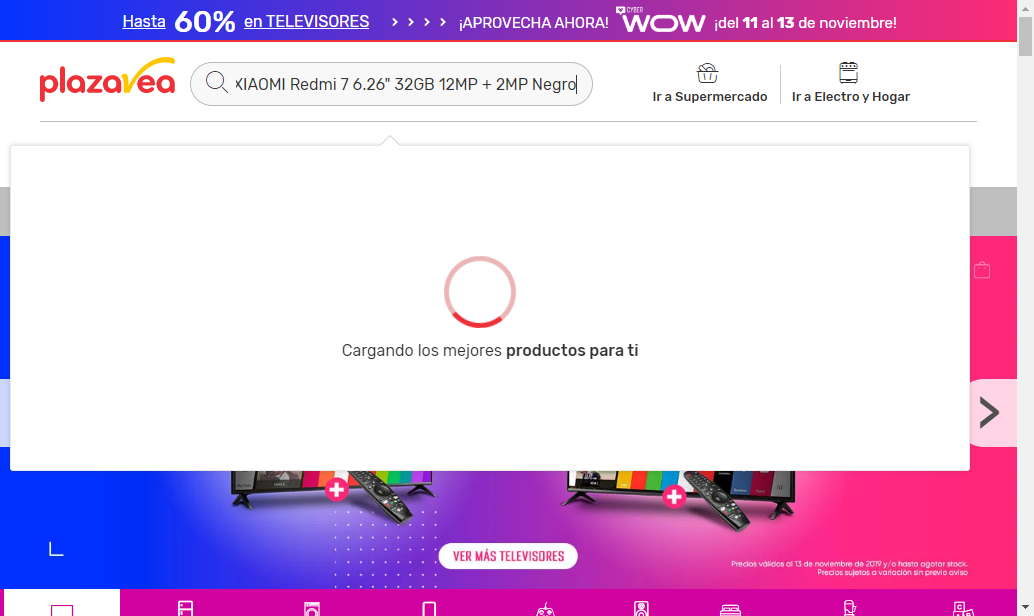 Hasta 60% en TELEVISORES > > > > ¡APROVECHA AHORA! CYBER WOW ¡del 11 al 13 de noviembre!
plazavea
XIAOMI Redmi 7 6.26" 32GB 12MP + 2MP Negro
Ir a Supermercado
Ir a Electro y Hogar
Cargando los mejores productos para ti
VER MÁS TELEVISORES
Precios válidos al 13 de noviembre de 2019 y/o hasta agotar stock.
Precios sujetos a variación sin previo aviso